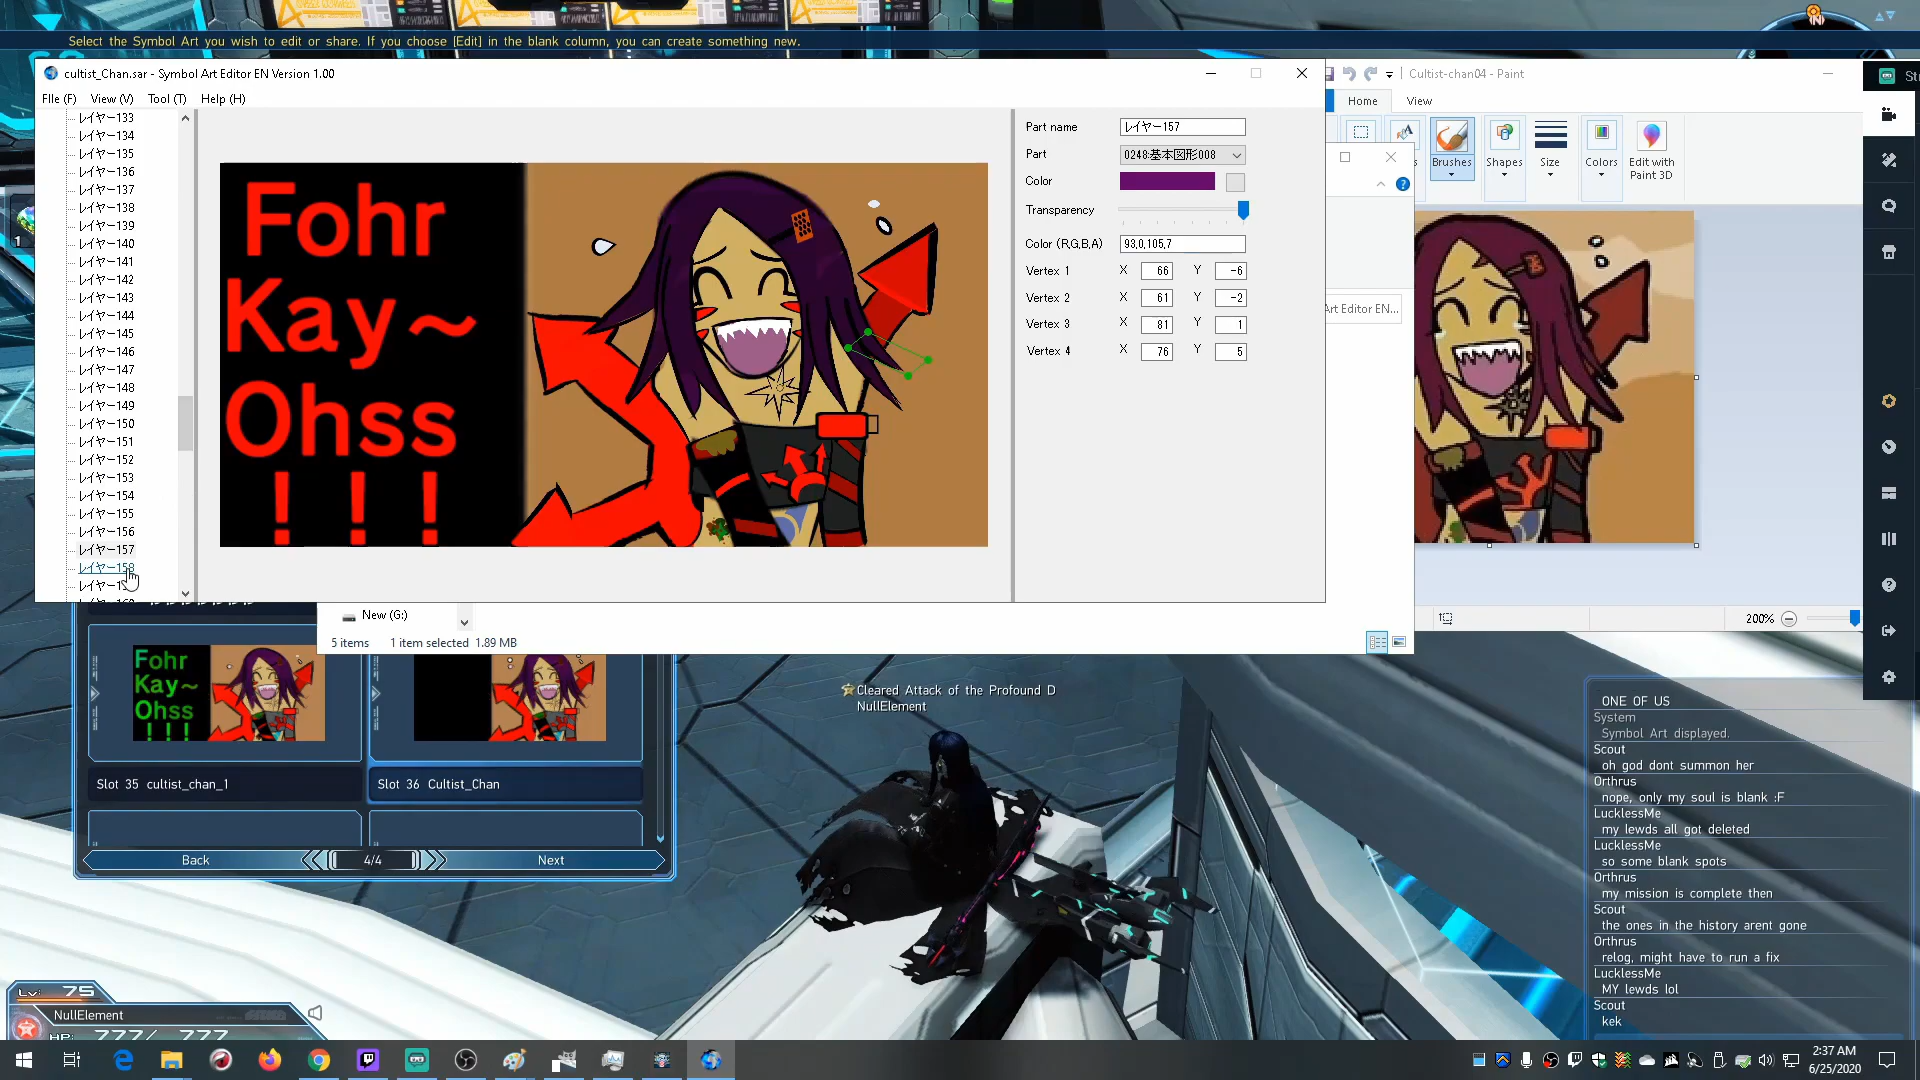 Select the Symbol Art you wish to edit or share. If you choose [Edit] in the blank column, you can create something new.
cultist_Chan.sar - Symbol Art Editor EN Version 1.00
FIle (F) View (V) Tool (T) Help (H)
レイヤー133
レイヤー134
レイヤー135
レイヤー136
レイヤー137
レイヤー138
レイヤー139
レイヤー140
レイヤー141
レイヤー142
レイヤー143
レイヤー144
レイヤー145
レイヤー146
レイヤー147
レイヤー148
レイヤー149
レイヤー150
レイヤー151
レイヤー152
レイヤー153
レイヤー154
レイヤー155
レイヤー156
レイヤー157
レイヤー158
Fohr
Kay~
Ohss
! ! !
Part name レイヤー157
Part 0248:基本図形008
Color
Transparency
Color (R,G,B,A) 93,0,105,7
Vertex 1 X 66 Y -6
Vertex 2 X 61 Y -2
Vertex 3 X 81 Y 1
Vertex 4 X 76 Y 5
Cultist-chan04 - Paint
Home View
Brushes Shapes Size Colors Edit with
Paint 3D
Art Editor EN...
200%
New (G:)
5 items 1 item selected 1.89 MB
Fohr
Kay~
Ohss
! ! !
Slot 35 cultist_chan_1
Slot 36 Cultist_Chan
Back 4/4 Next
Cleared Attack of the Profound D
NullElement
ONE OF US
System
Symbol Art displayed.
Scout
oh god dont summon her
Orthrus
nope, only my soul is blank :F
LucklessMe
my lewds all got deleted
LucklessMe
so some blank spots
Orthrus
my mission is complete then
Scout
the ones in the history arent gone
Orthrus
relog, might have to run a fix
LucklessMe
MY lewds lol
Scout
kek
Lv: 75
NullElement
HP: 777/ 777
2:37 AM
6/25/2020